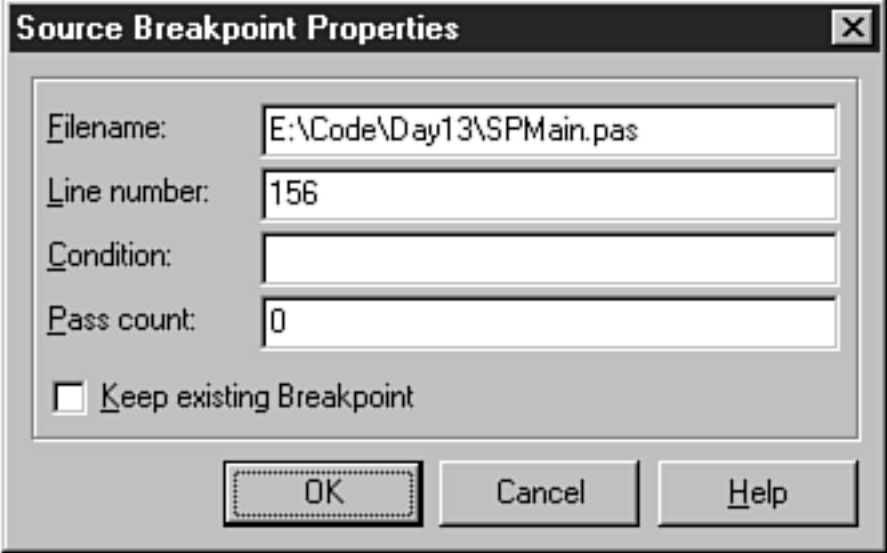 Source Breakpoint Properties
Filename: E:\Code\Day13\SPMain.pas
Line number: 156
Condition:
Pass count: 0
Keep existing Breakpoint
OK Cancel Help